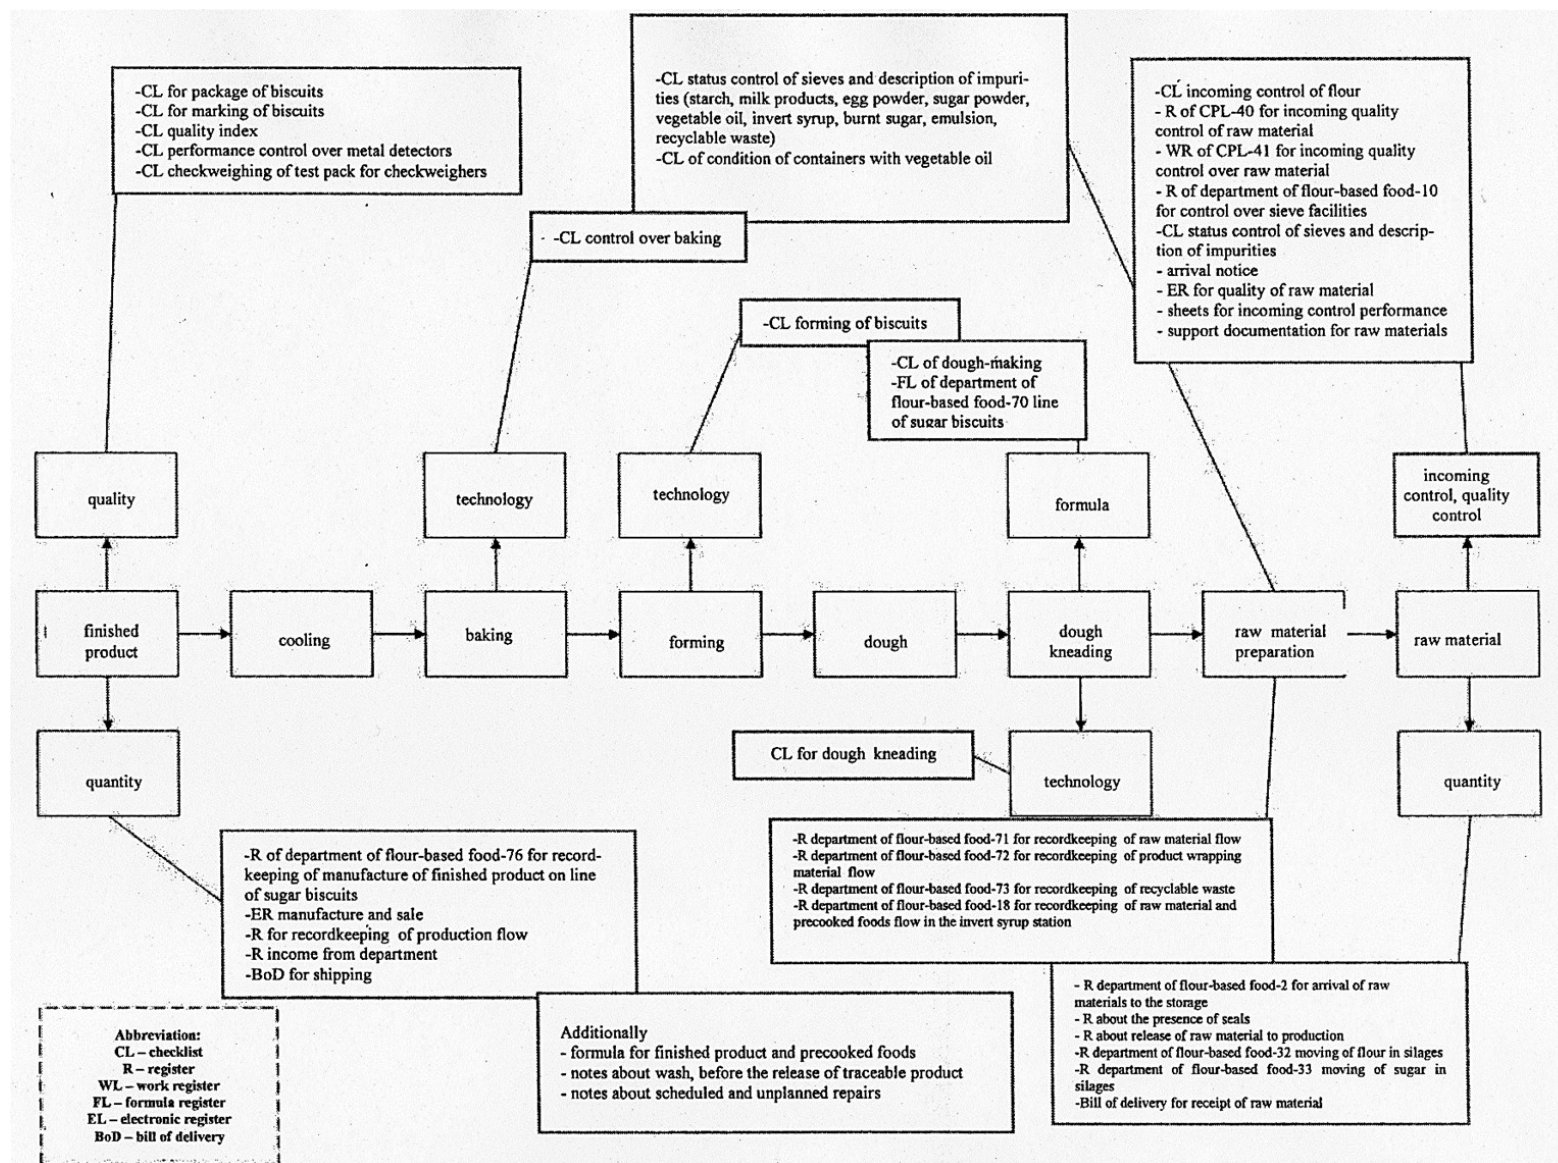 -CL for package of biscuits
-CL for marking of biscuits
-CL quality index
-CL performance control over metal detectors
-CL checkweighing of test pack for checkweighers
-CL status control of sieves and description of impuri-
ties (starch, milk products, egg powder, sugar powder,
vegetable oil, invert syrup, burnt sugar, emulsion,
recyclable waste)
-CL of condition of containers with vegetable oil
-CL incoming control of flour
- R of CPL-40 for incoming quality
control of raw material
- WR of CPL-41 for incoming quality
control over raw material
- R of department of flour-based food-10
for control over sieve facilities
-CL status control of sieves and descrip-
tion of impurities
- arrival notice
- ER for quality of raw material
- sheets for incoming control performance
- support documentation for raw materials
-CL control over baking
-CL forming of biscuits
-CL of dough-making
-FL of department of
flour-based food-70 line
of sugar biscuits
quality
technology
technology
formula
incoming
control, quality
control
finished
product
cooling
baking
forming
dough
dough
kneading
raw material
preparation
raw material
quantity
CL for dough kneading
technology
quantity
-R of department of flour-based food-76 for record-
keeping of manufacture of finished product on line
of sugar biscuits
-ER manufacture and sale
-R for recordkeeping of production flow
-R income from department
-BoD for shipping
-R department of flour-based food-71 for recordkeeping of raw material flow
-R department of flour-based food-72 for recordkeeping of product wrapping
material flow
-R department of flour-based food-73 for recordkeeping of recyclable waste
-R department of flour-based food-18 for recordkeeping of raw material and
precooked foods flow in the invert syrup station
- R department of flour-based food-2 for arrival of raw
materials to the storage
- R about the presence of seals
- R about release of raw material to production
-R department of flour-based food-32 moving of flour in silages
-R department of flour-based food-33 moving of sugar in
silages
-Bill of delivery for receipt of raw material
Additionally
- formula for finished product and precooked foods
- notes about wash, before the release of traceable product
- notes about scheduled and unplanned repairs
Abbreviation:
CL – checklist
R – register
WL – work register
FL – formula register
EL – electronic register
BoD – bill of delivery